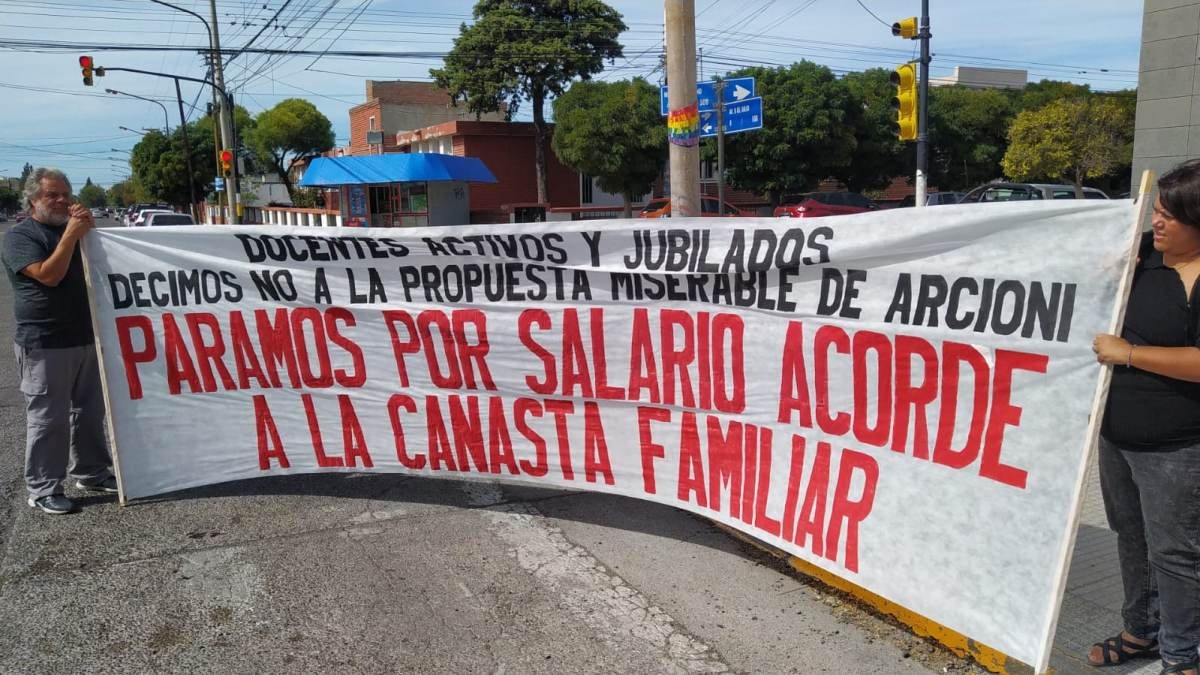 DOCENTES ACTIVOS Y JUBILADOS
DECIMOS NO A LA PROPUESTA MISERABLE DE ARCIONI
PARAMOS POR SALARIO ACORDE
A LA CANASTA FAMILIAR